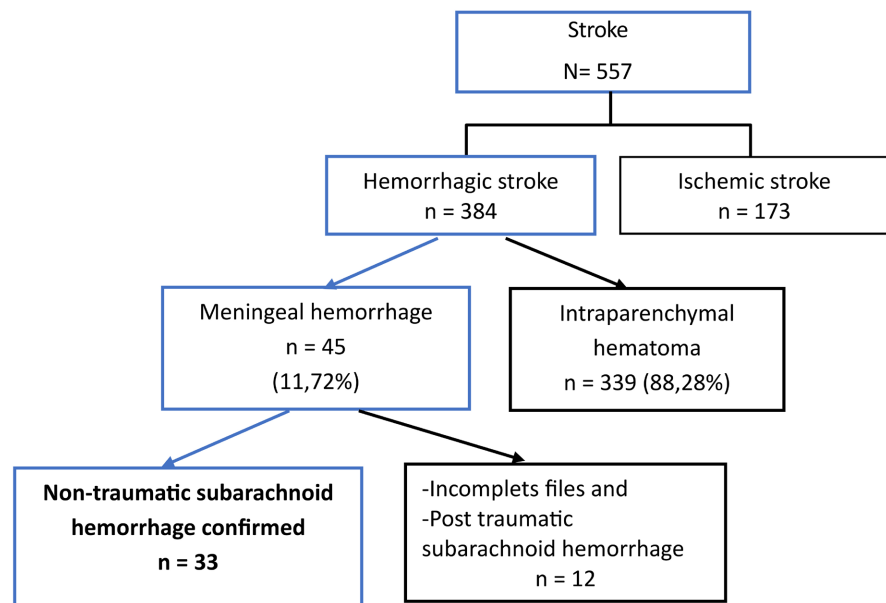 Stroke
N= 557
Hemorrhagic stroke
n = 384
Ischemic stroke
n = 173
Meningeal hemorrhage
n = 45
(11,72%)
Intraparenchymal
hematoma
n = 339 (88,28%)
Non-traumatic subarachnoid
hemorrhage confirmed
n = 33
-Incomplets files and
-Post traumatic
subarachnoid hemorrhage
n = 12